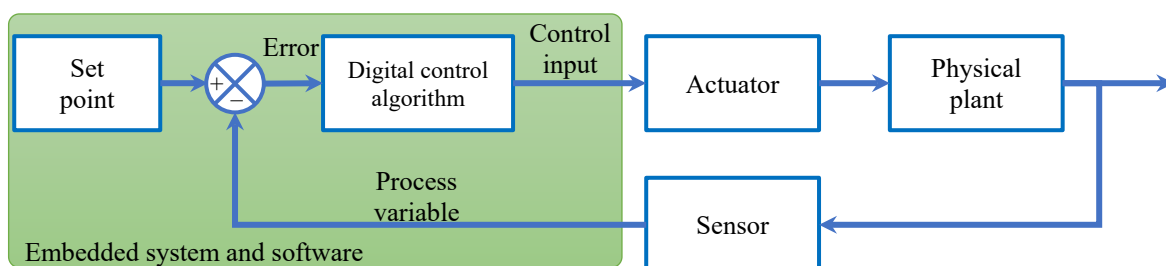 Set
point
+
−
Error
Digital control
algorithm
Control
input
Actuator
Physical
plant
Process
variable
Sensor
Embedded system and software